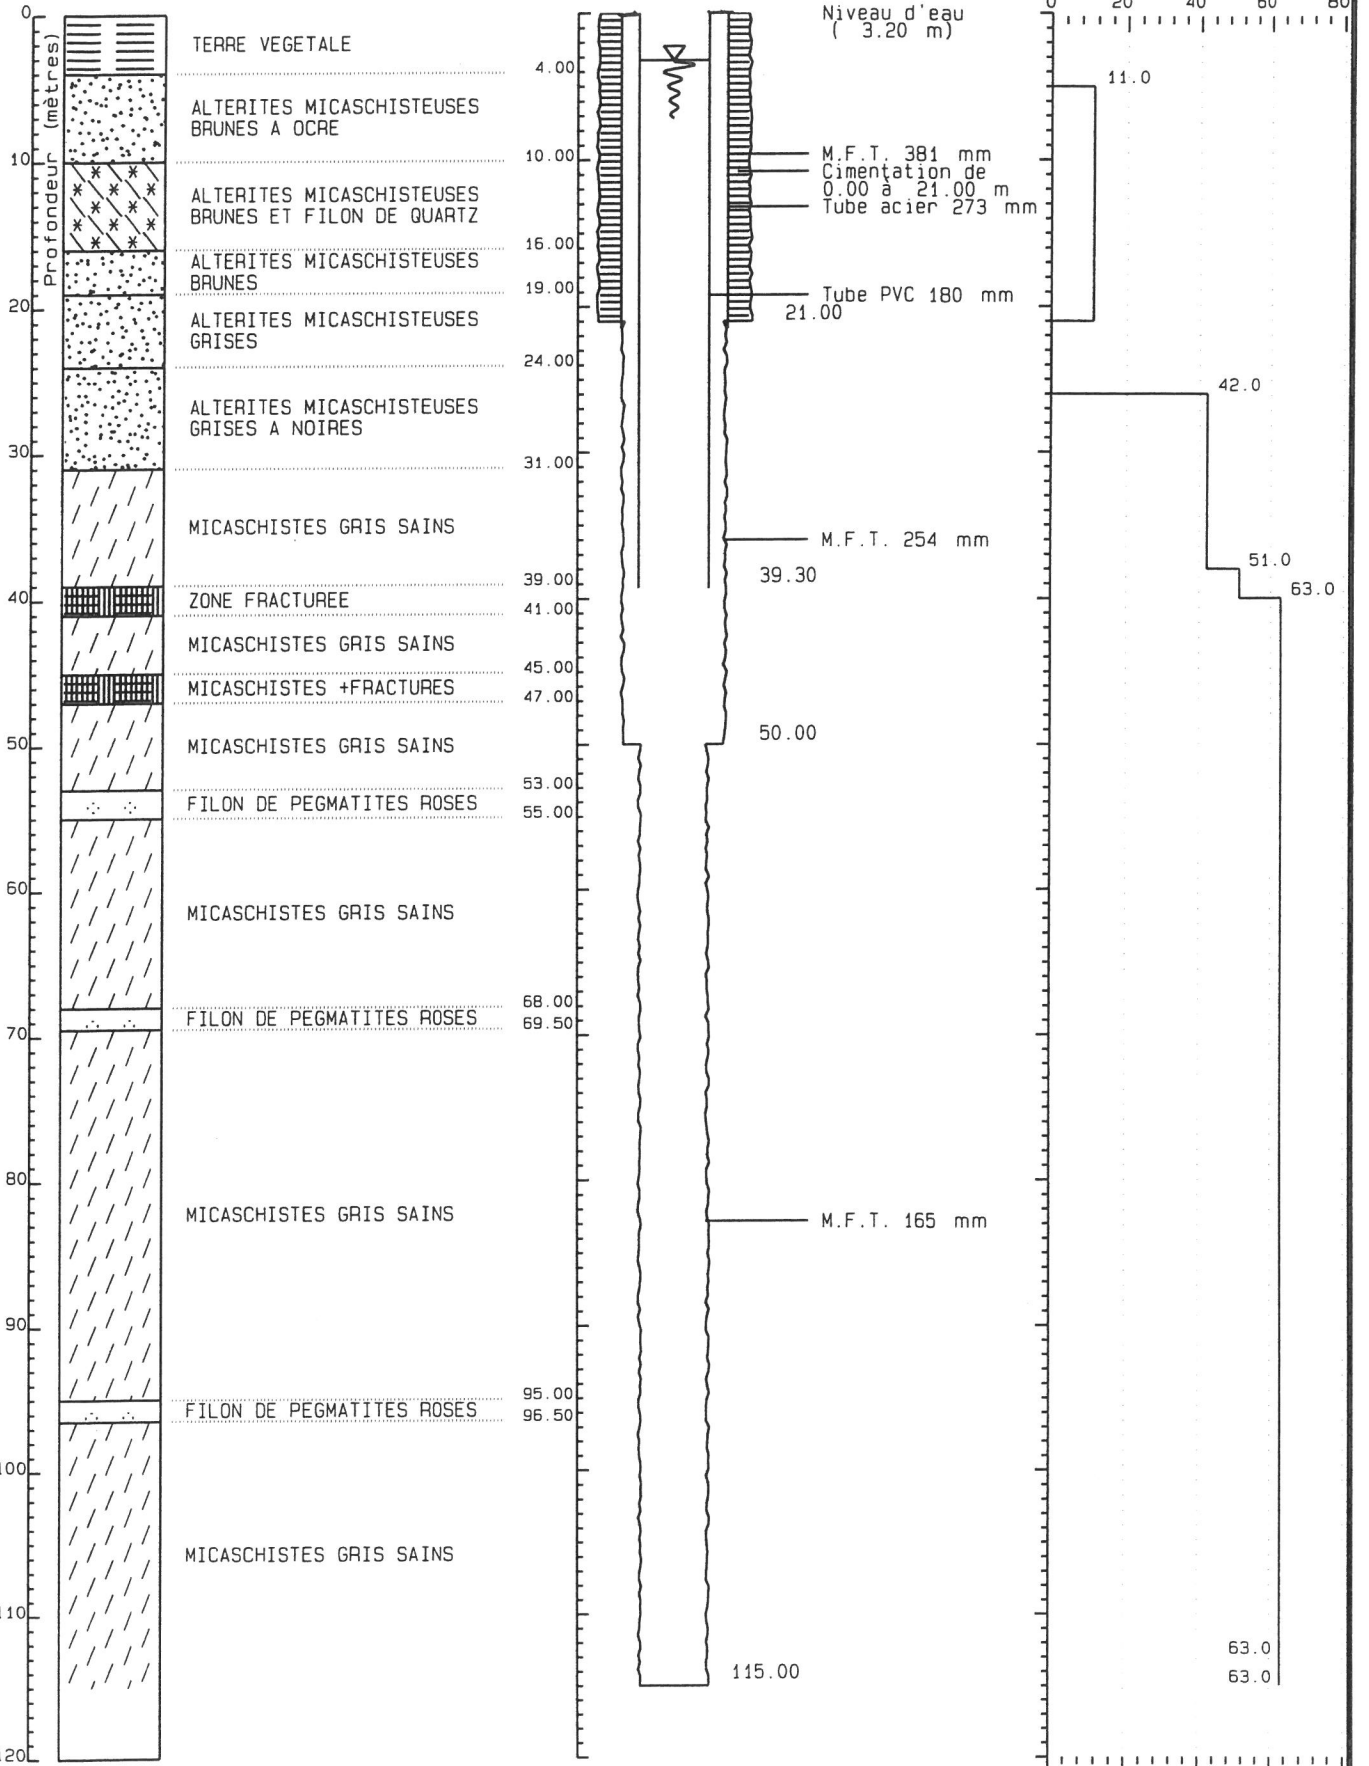 Profondeur (mètres)
0
10
20
30
40
50
60
70
80
90
100
110
120
TERRE VEGETALE
4.00
ALTERITES MICASCHISTEUSES
BRUNES A OCRE
10.00
ALTERITES MICASCHISTEUSES
BRUNES ET FILON DE QUARTZ
16.00
ALTERITES MICASCHISTEUSES
BRUNES
19.00
ALTERITES MICASCHISTEUSES
GRISES
24.00
ALTERITES MICASCHISTEUSES
GRISES A NOIRES
31.00
MICASCHISTES GRIS SAINS
39.00
ZONE FRACTUREE
41.00
MICASCHISTES GRIS SAINS
45.00
MICASCHISTES +FRACTURES
47.00
MICASCHISTES GRIS SAINS
53.00
FILON DE PEGMATITES ROSES
55.00
MICASCHISTES GRIS SAINS
68.00
FILON DE PEGMATITES ROSES
69.50
MICASCHISTES GRIS SAINS
95.00
FILON DE PEGMATITES ROSES
96.50
MICASCHISTES GRIS SAINS
Niveau d'eau
( 3.20 m)
M.F.T. 381 mm
Cimentation de
0.00 à 21.00 m
Tube acier 273 mm
Tube PVC 180 mm
21.00
M.F.T. 254 mm
39.30
50.00
M.F.T. 165 mm
115.00
0 20 40 60 80
11.0
42.0
51.0
63.0
63.0
63.0